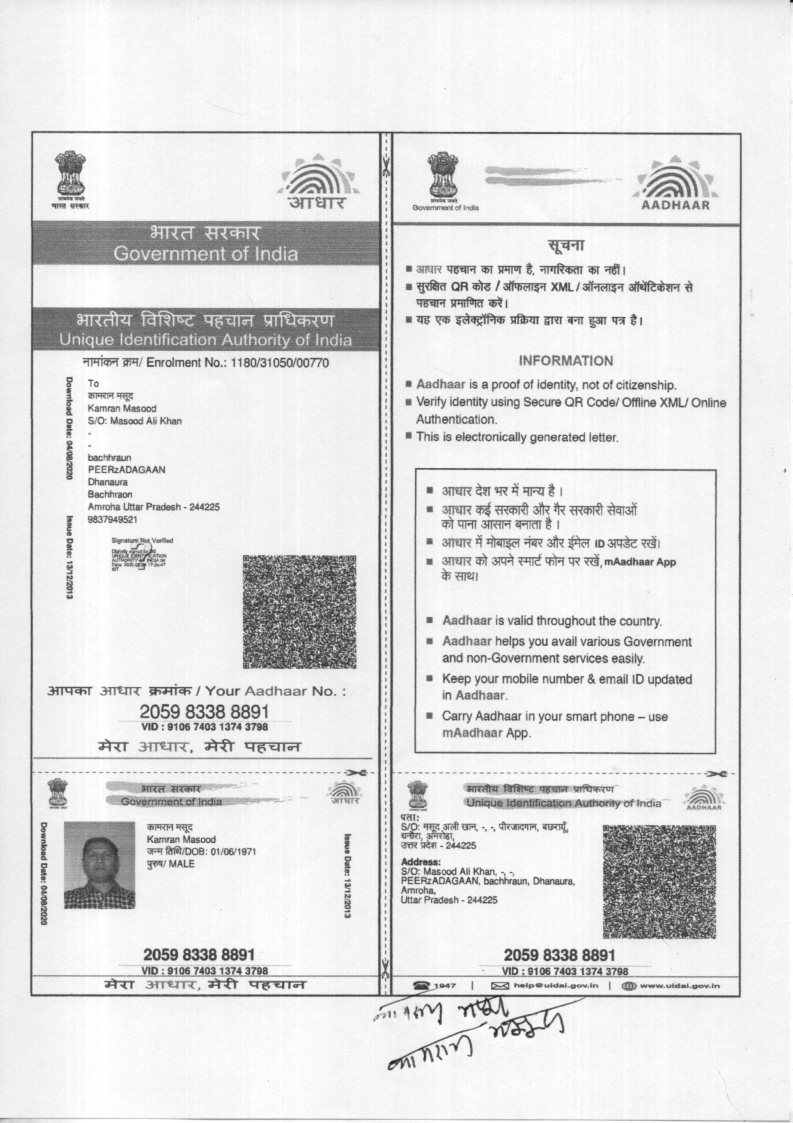 सत्यमेव जयते
भारत सरकार
आधार
भारत सरकार
Government of India
भारतीय विशिष्ट पहचान प्राधिकरण
Unique Identification Authority of India
नामांकन क्रम/ Enrolment No.: 1180/31050/00770
Download Date: 04/08/2020
Issue Date: 13/12/2013
To
कामरान मसूद
Kamran Masood
S/O: Masood Ali Khan
-
-
bachhraun
PEERzADAGAAN
Dhanaura
Bachhraon
Amroha Uttar Pradesh - 244225
9837949521
Signature Not Verified
आपका आधार क्रमांक / Your Aadhaar No. :
2059 8338 8891
VID : 9106 7403 1374 3798
मेरा आधार, मेरी पहचान
सत्यमेव जयते
Government of India
AADHAAR
सूचना
■ आधार पहचान का प्रमाण है, नागरिकता का नहीं।
■ सुरक्षित QR कोड / ऑफलाइन XML / ऑनलाइन ऑथेंटिकेशन से
पहचान प्रमाणित करें।
■ यह एक इलेक्ट्रॉनिक प्रक्रिया द्वारा बना हुआ पत्र है।
INFORMATION
■ Aadhaar is a proof of identity, not of citizenship.
■ Verify identity using Secure QR Code/ Offline XML/ Online
Authentication.
■ This is electronically generated letter.
■ आधार देश भर में मान्य है ।
■ आधार कई सरकारी और गैर सरकारी सेवाओं
को पाना आसान बनाता है ।
■ आधार में मोबाइल नंबर और ईमेल ID अपडेट रखें।
■ आधार को अपने स्मार्ट फोन पर रखें, mAadhaar App
के साथ।
■ Aadhaar is valid throughout the country.
■ Aadhaar helps you avail various Government
and non-Government services easily.
■ Keep your mobile number & email ID updated
in Aadhaar.
■ Carry Aadhaar in your smart phone – use
mAadhaar App.
भारत सरकार
Government of India
आधार
Download Date: 04/08/2020
कामरान मसूद
Kamran Masood
जन्म तिथि/DOB: 01/06/1971
पुरुष/ MALE
Issue Date: 13/12/2013
2059 8338 8891
VID : 9106 7403 1374 3798
मेरा आधार, मेरी पहचान
भारतीय विशिष्ट पहचान प्राधिकरण
Unique Identification Authority of India
AADHAAR
पता:
S/O: मसूद अली खान, -, -, पीरजादगान, बछरायूँ,
धनौरा, अमरोहा,
उत्तर प्रदेश - 244225
Address:
S/O: Masood Ali Khan, -, -,
PEERzADAGAAN, bachhraun, Dhanaura,
Amroha,
Uttar Pradesh - 244225
2059 8338 8891
VID : 9106 7403 1374 3798
1947 | help@uidai.gov.in | www.uidai.gov.in